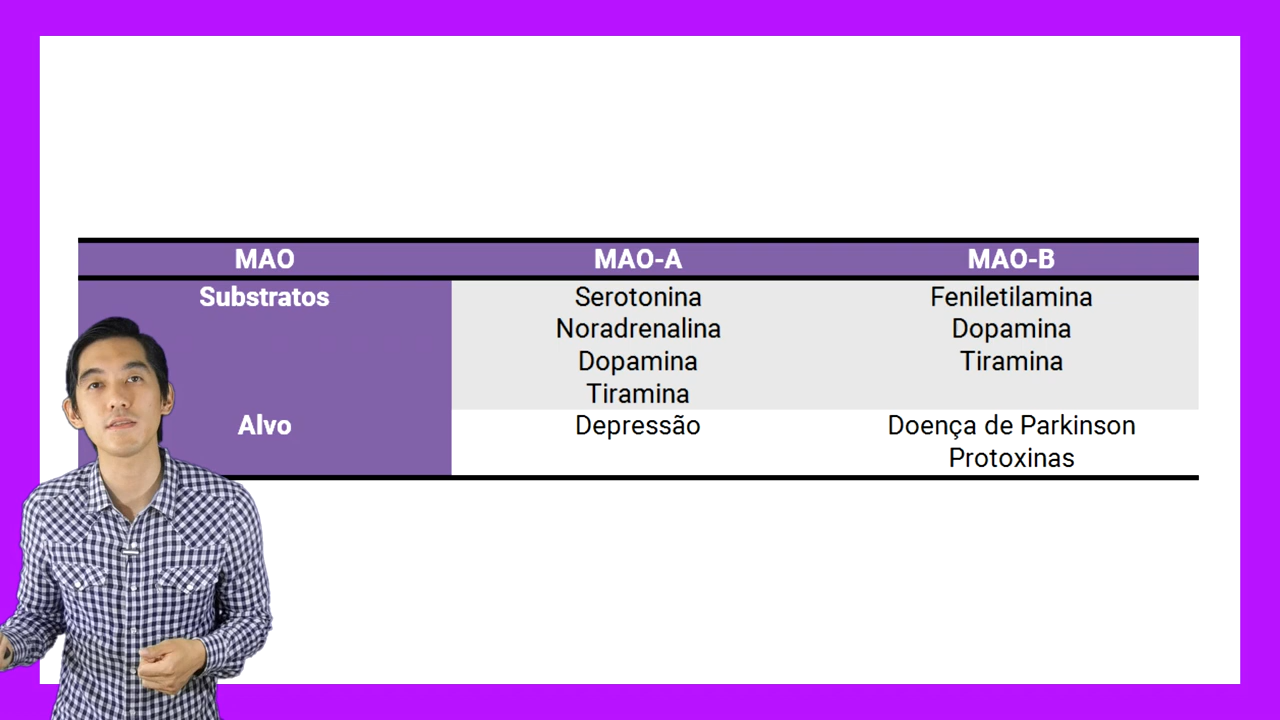 MAO MAO-A MAO-B
Substratos Serotonina Feniletilamina
Noradrenalina Dopamina
Dopamina Tiramina
Tiramina
Alvo Depressão Doença de Parkinson
Protoxinas